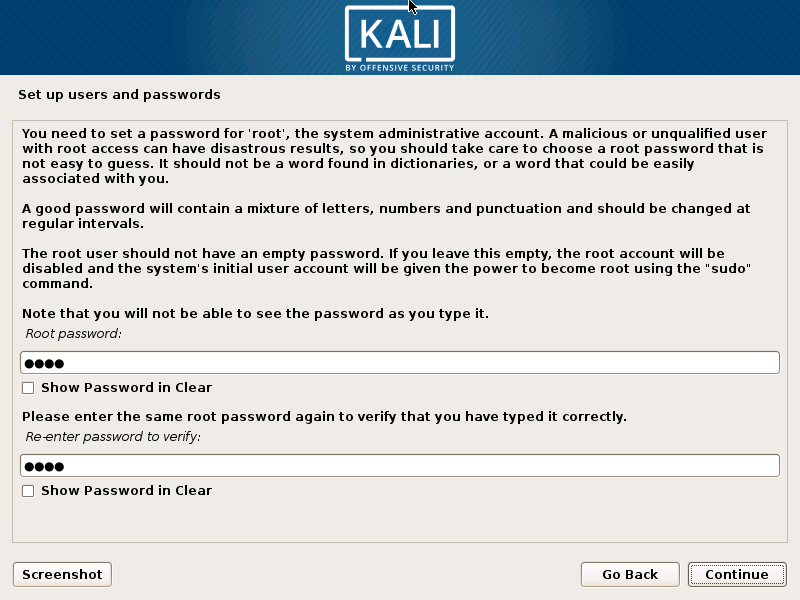 KALI
BY OFFENSIVE SECURITY
Set up users and passwords
You need to set a password for 'root', the system administrative account. A malicious or unqualified user
with root access can have disastrous results, so you should take care to choose a root password that is
not easy to guess. It should not be a word found in dictionaries, or a word that could be easily
associated with you.
A good password will contain a mixture of letters, numbers and punctuation and should be changed at
regular intervals.
The root user should not have an empty password. If you leave this empty, the root account will be
disabled and the system's initial user account will be given the power to become root using the "sudo"
command.
Note that you will not be able to see the password as you type it.
Root password:
●●●●
Show Password in Clear
Please enter the same root password again to verify that you have typed it correctly.
Re-enter password to verify:
●●●●
Show Password in Clear
Screenshot
Go Back
Continue